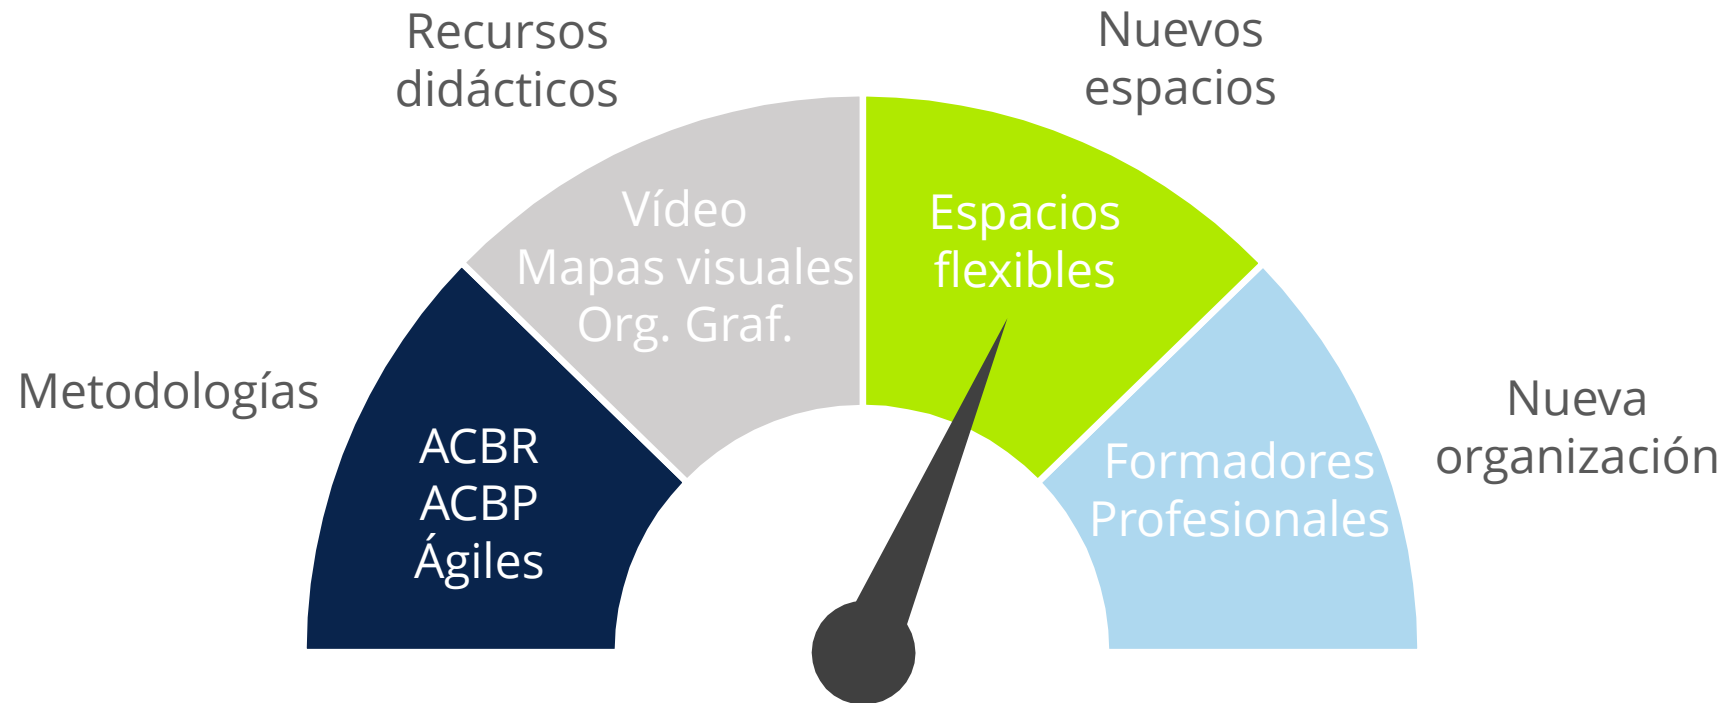 Recursos
didácticos
Nuevos
espacios
Vídeo
Mapas visuales
Org. Graf.
Espacios
flexibles
Metodologías
ACBR
ACBP
Ágiles
Formadores
Profesionales
Nueva
organización